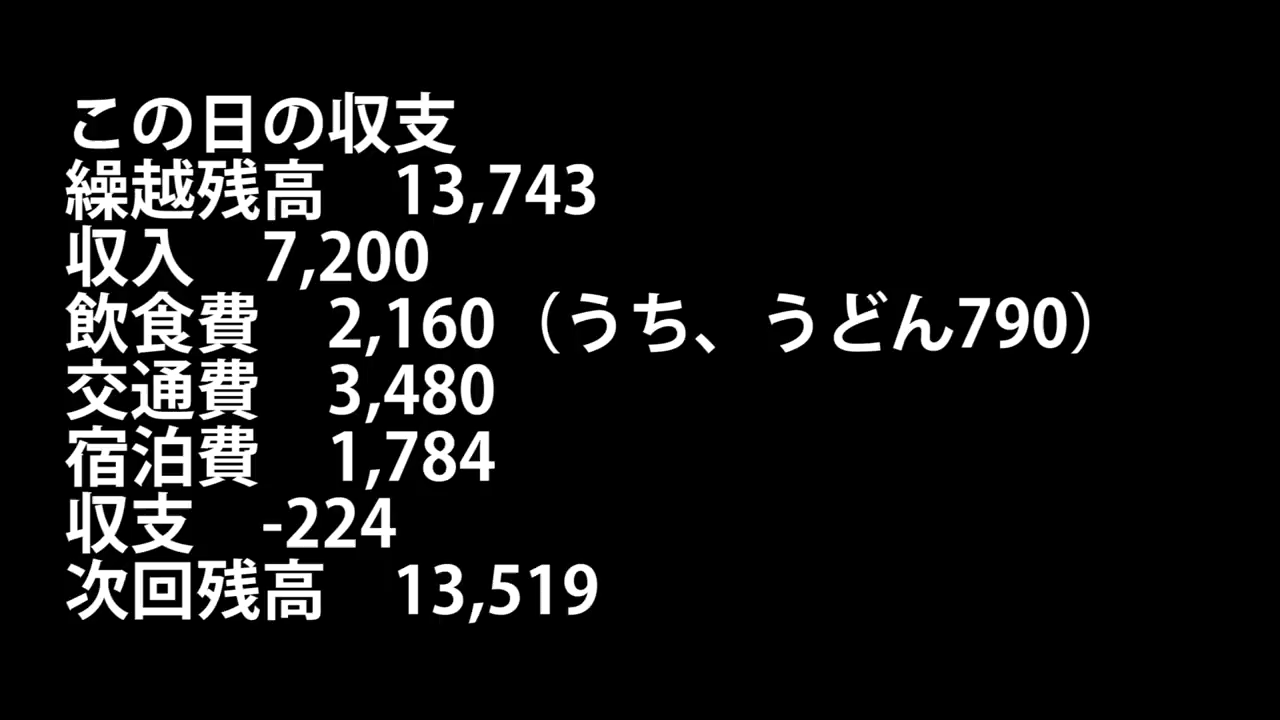 この日の収支
繰越残高　13,743
収入　7,200
飲食費　2,160（うち、うどん790）
交通費　3,480
宿泊費　1,784
収支　-224
次回残高　13,519